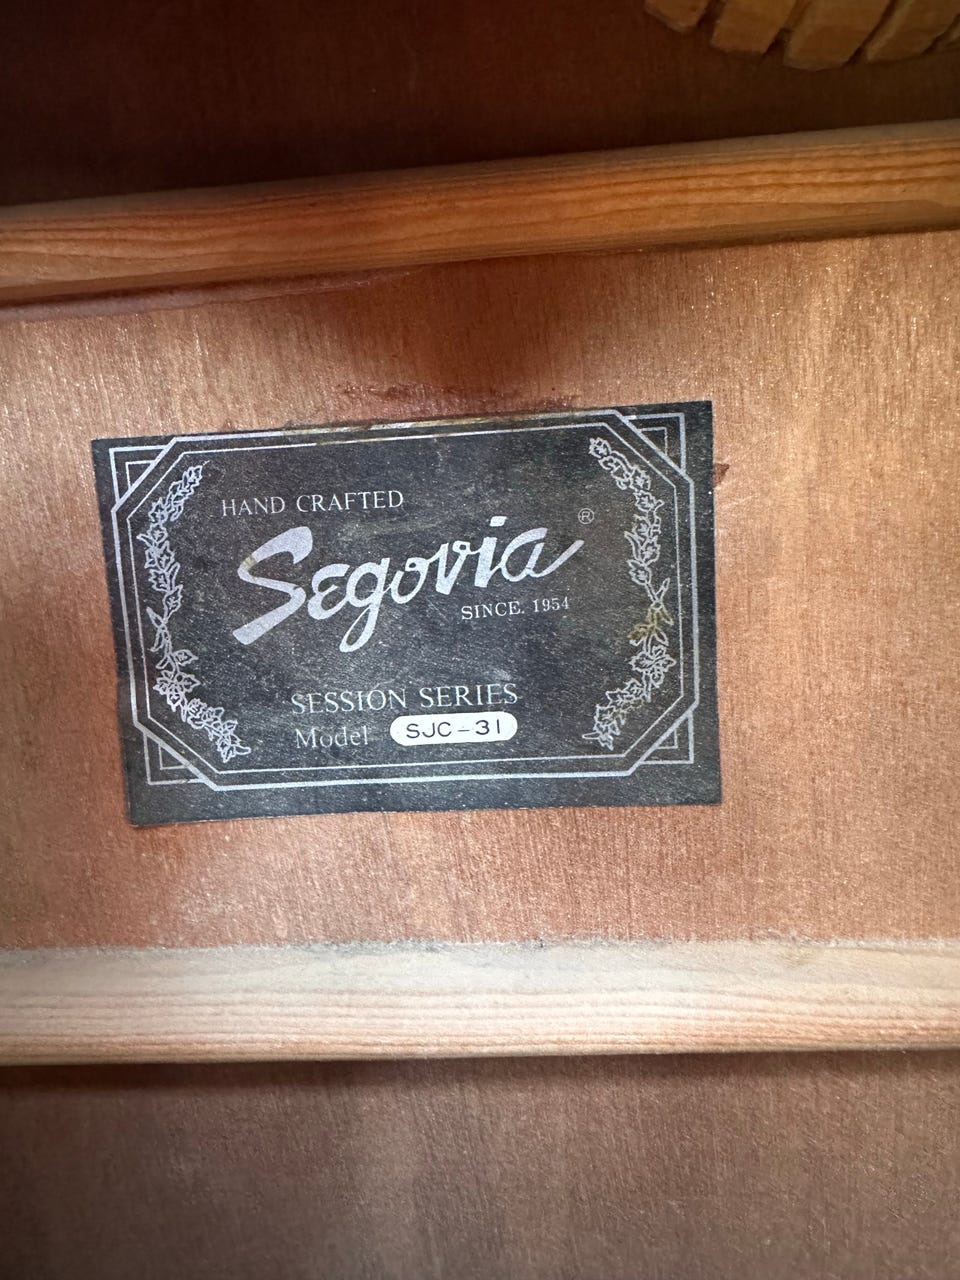 HAND CRAFTED
Segovia ®
SINCE. 1954
SESSION SERIES
Model SJC-31